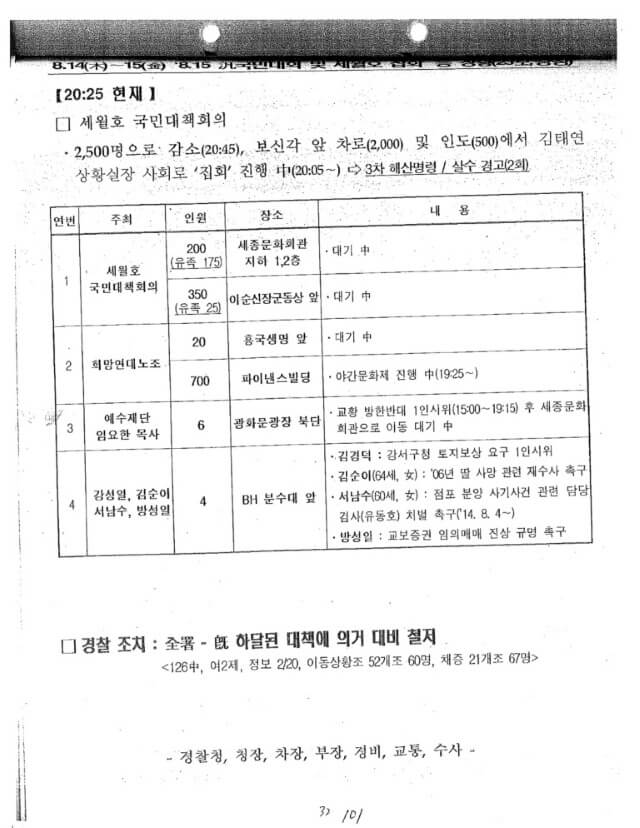 8.14(木)~15(金) '8.15 汎국민대회 및 세월호 집회 등 상황
【20:25 현재】
□ 세월호 국민대책회의
· 2,500명으로 감소(20:45), 보신각 앞 차로(2,000) 및 인도(500)에서 김태연
상황실장 사회로 '집회' 진행 中(20:05~) ⇨ 3차 해산명령 / 살수 경고(2회)
연번 주최 인원 장소 내 용
1 세월호 국민대책회의 200 (유족 175) 세종문화회관 지하 1,2층 · 대기 中
350 (유족 25) 이순신장군동상 앞 · 대기 中
2 희망연대노조 20 흥국생명 앞 · 대기 中
700 파이낸스빌딩 · 야간문화제 진행 中(19:25~)
3 예수재단 임요한 목사 6 광화문광장 북단 · 교황 방한반대 1인시위(15:00~19:15) 후 세종문화
회관으로 이동 대기 中
4 강성일, 김순이 서남수, 방성일 4 BH 분수대 앞 · 김경덕 : 강서구청 토지보상 요구 1인시위
· 김순이(64세, 女) : '06년 딸 사망 관련 재수사 촉구
· 서남수(60세, 女) : 점포 분양 사기사건 관련 담당
검사(유동호) 처벌 촉구('14. 8. 4~)
· 방성일 : 교보증권 임의매매 진상 규명 촉구
□ 경찰 조치 : 全署 - 旣 하달된 대책에 의거 대비 철저
<126中, 여2제, 정보 2/20, 이동상황조 52개조 60명, 채증 21개조 67명>
- 경찰청, 청장, 차장, 부장, 경비, 교통, 수사 -
101